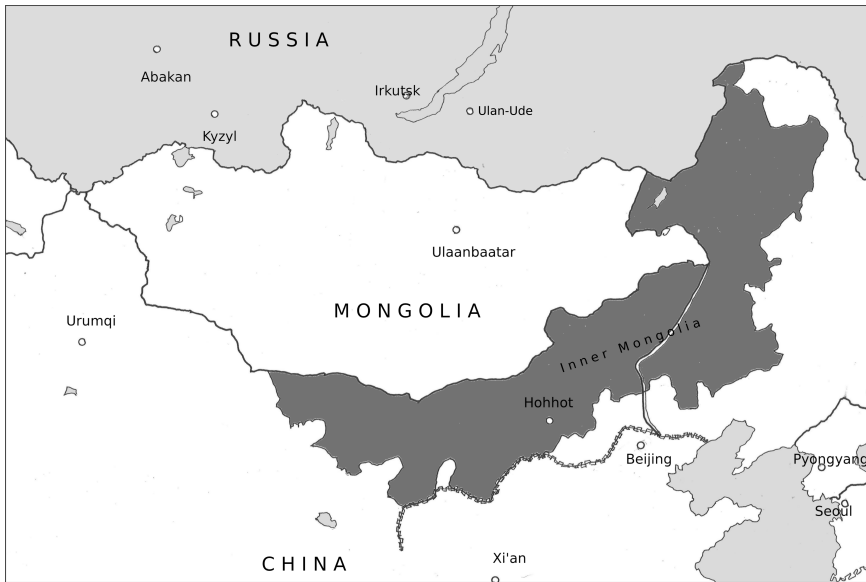 RUSSIA
Abakan
Irkutsk
Ulan-Ude
Kyzyl
Ulaanbaatar
MONGOLIA
Urumqi
Inner Mongolia
Hohhot
Beijing
Pyongyang
Seoul
Xi'an
CHINA